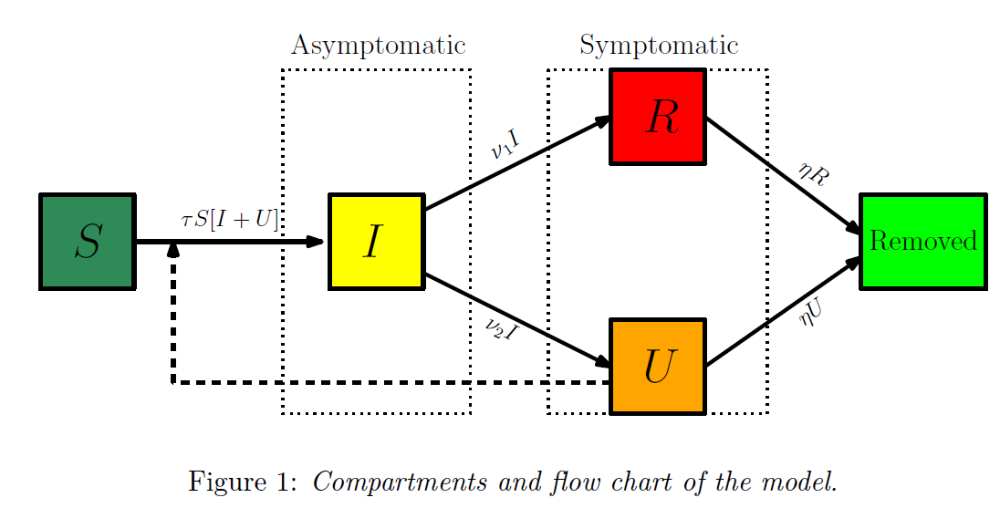 Asymptomatic
Symptomatic
R
ν₁I
ηR
τS[I + U]
S
I
Removed
ν₂I
ηU
U
Figure 1: Compartments and flow chart of the model.